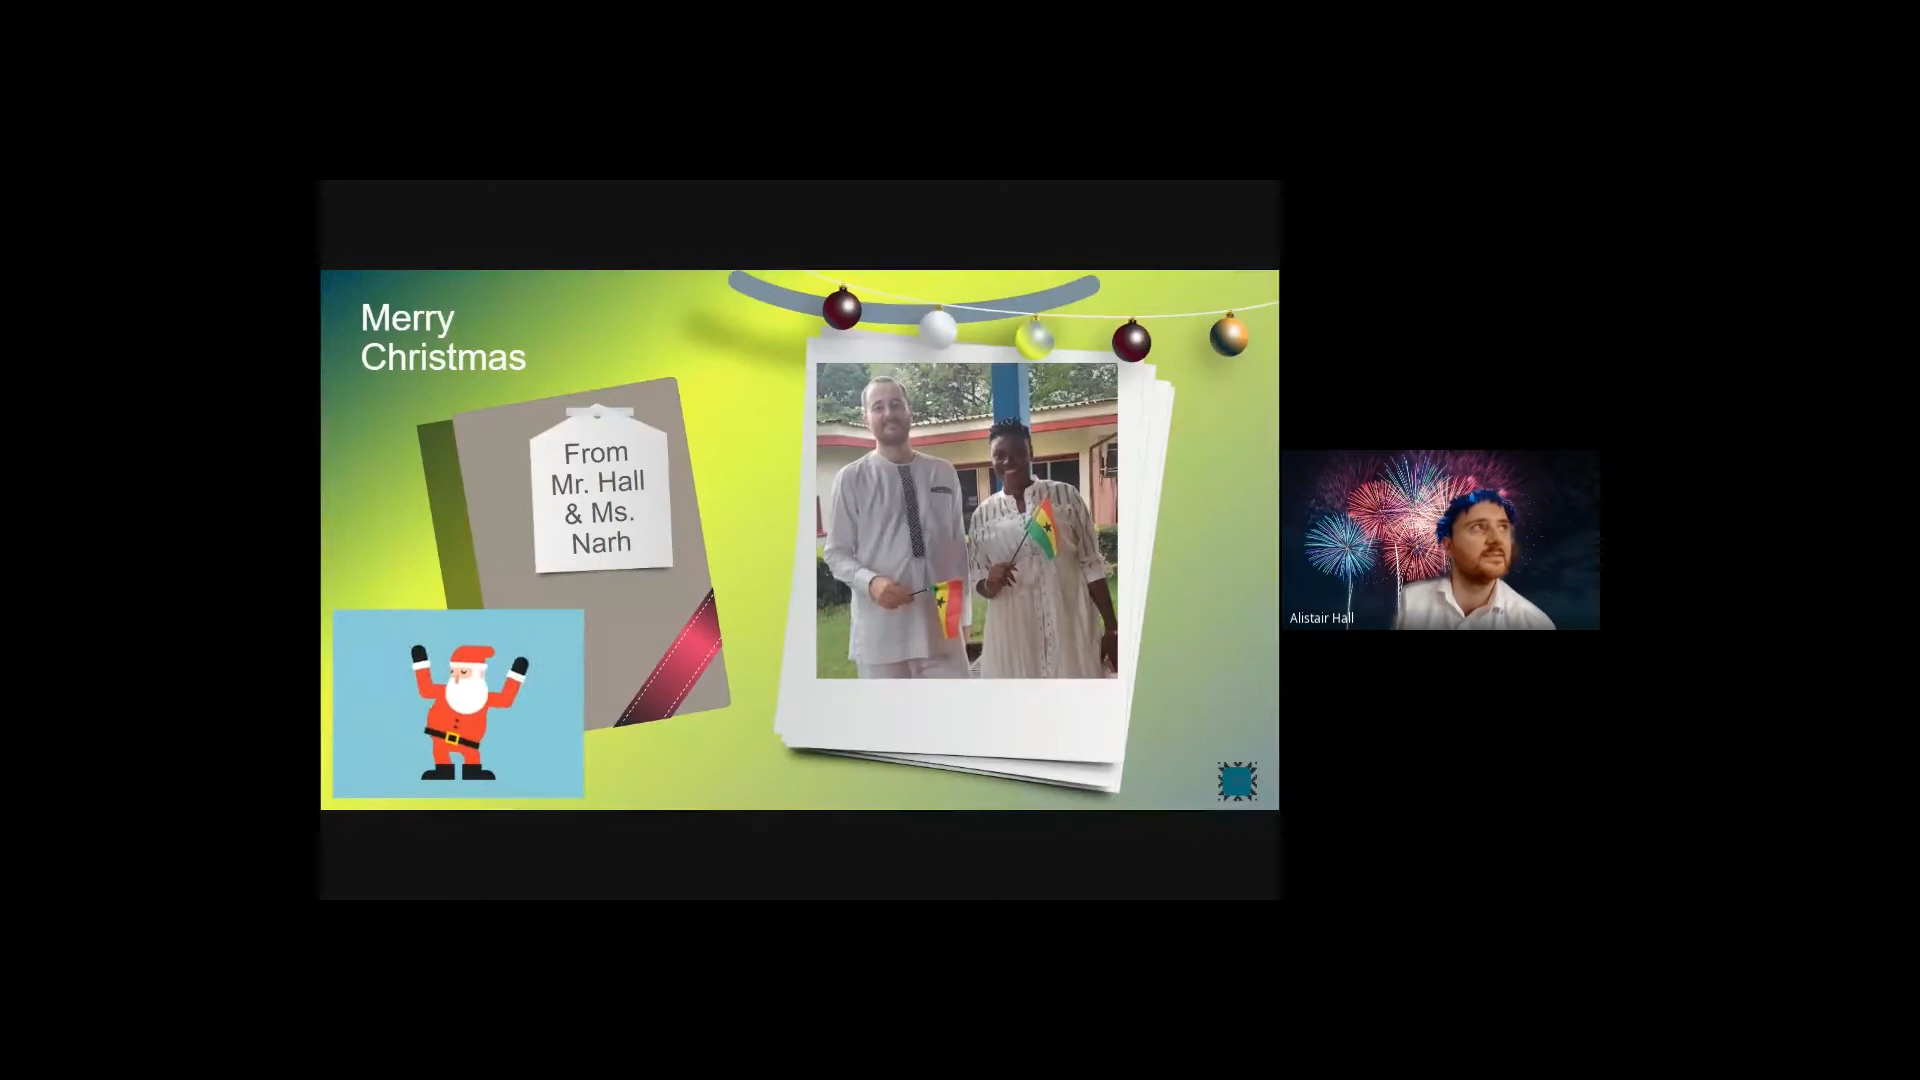 Merry
Christmas
From
Mr. Hall
& Ms.
Narh
Alistair Hall